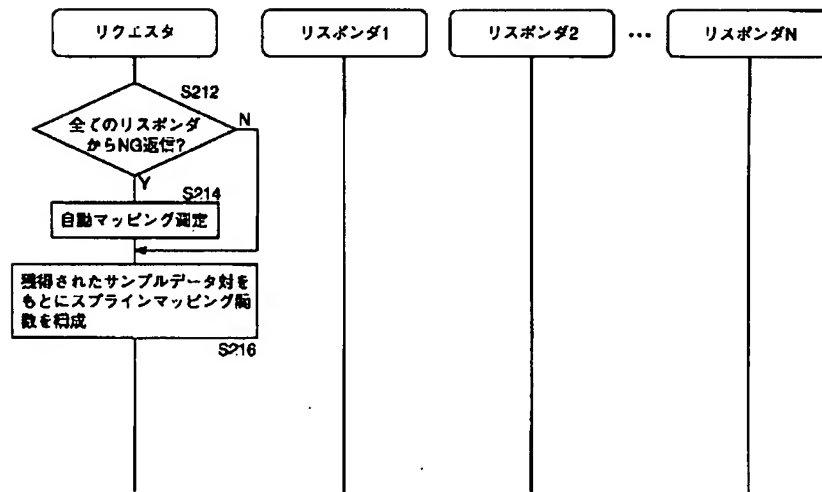 リクエスタ
リスポンダ1
リスポンダ2
…
リスポンダN
S212
全てのリスポンダ
からNG返信?
N
Y
S214
自動マッピング測定
獲得されたサンプルデータ対を
もとにスプラインマッピング関
数を構成
S216